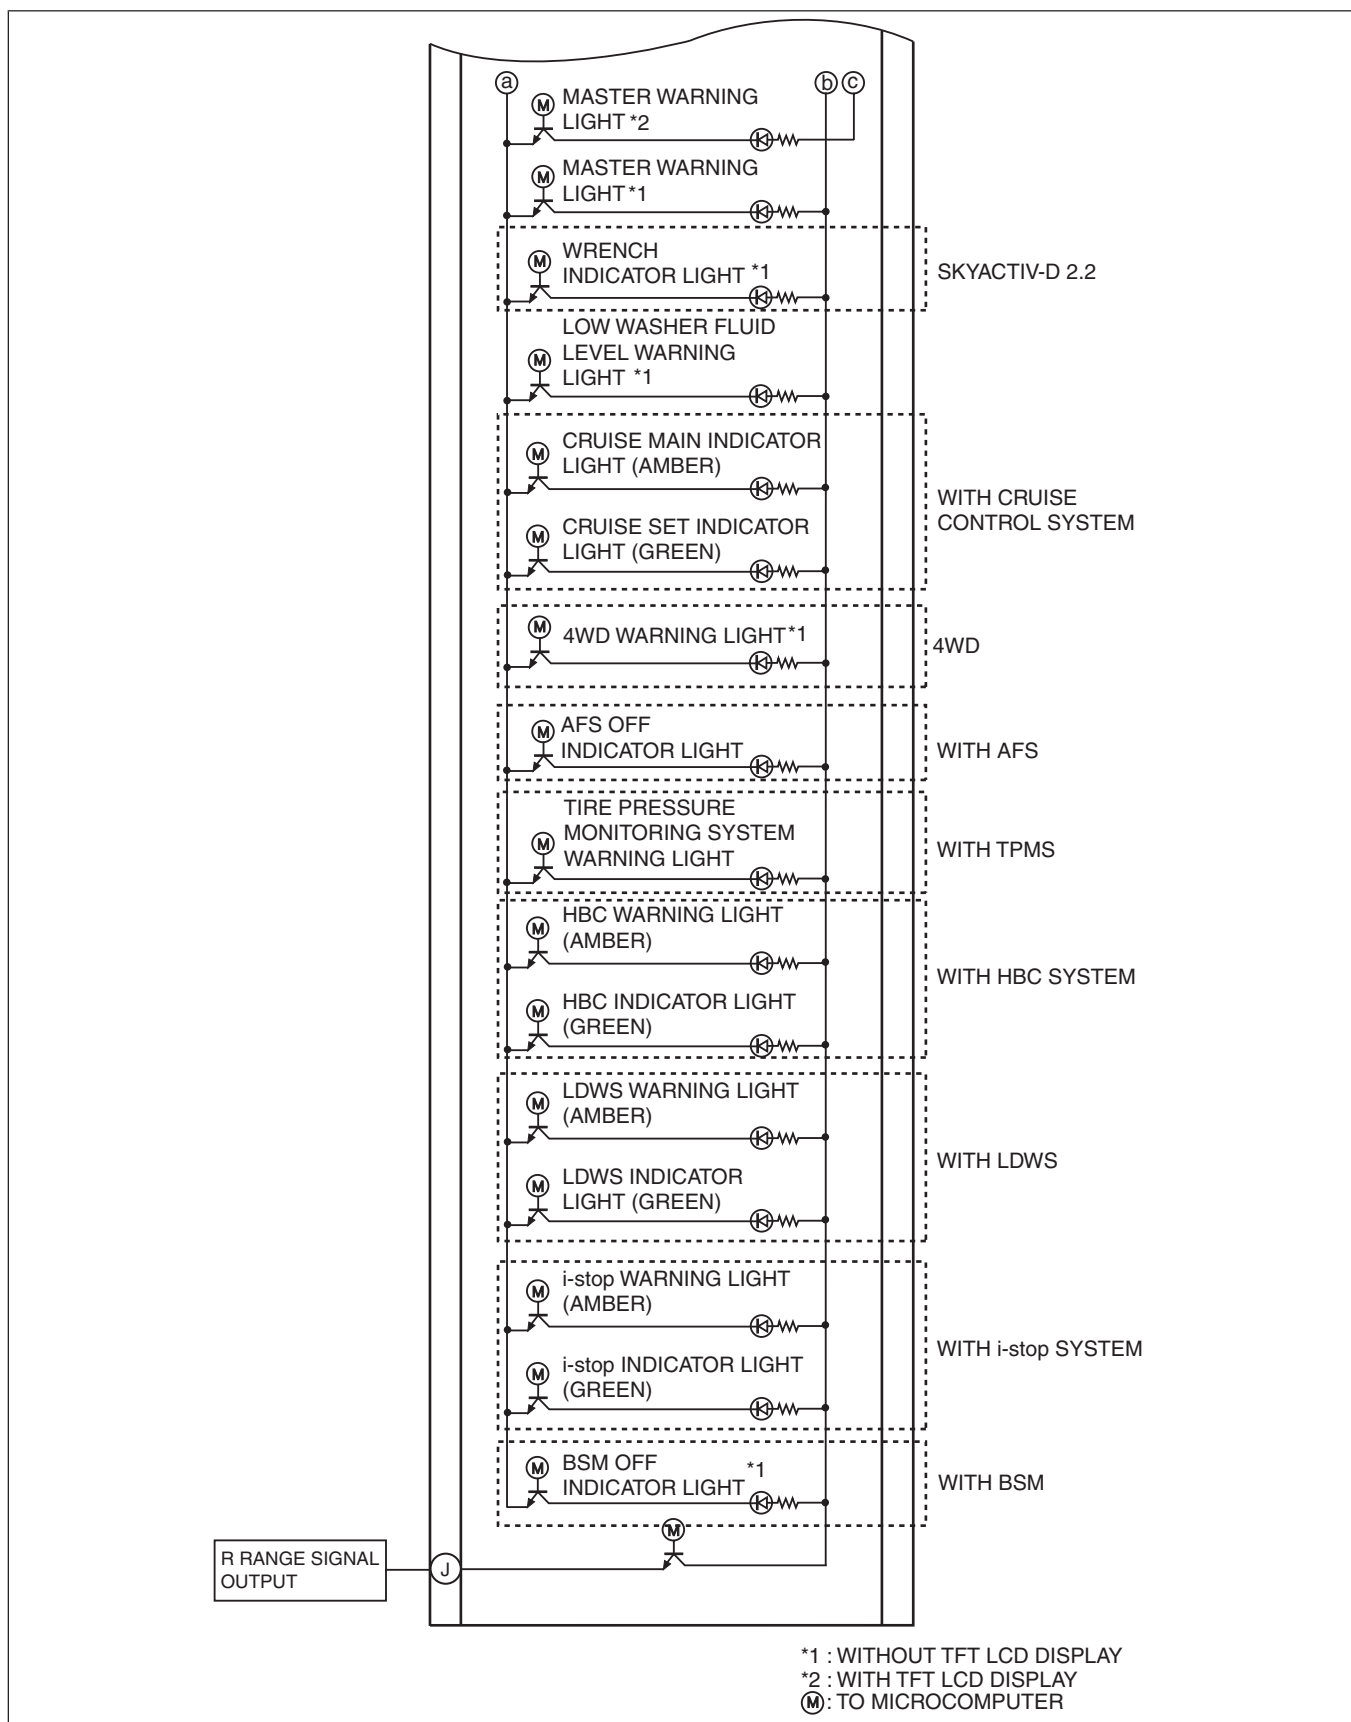 a
b
c
M
MASTER WARNING
LIGHT *2
M
MASTER WARNING
LIGHT *1
M
WRENCH
INDICATOR LIGHT *1
SKYACTIV-D 2.2
M
LOW WASHER FLUID
LEVEL WARNING
LIGHT *1
M
CRUISE MAIN INDICATOR
LIGHT (AMBER)
M
CRUISE SET INDICATOR
LIGHT (GREEN)
WITH CRUISE
CONTROL SYSTEM
M
4WD WARNING LIGHT *1
4WD
M
AFS OFF
INDICATOR LIGHT
WITH AFS
M
TIRE PRESSURE
MONITORING SYSTEM
WARNING LIGHT
WITH TPMS
M
HBC WARNING LIGHT
(AMBER)
M
HBC INDICATOR LIGHT
(GREEN)
WITH HBC SYSTEM
M
LDWS WARNING LIGHT
(AMBER)
M
LDWS INDICATOR
LIGHT (GREEN)
WITH LDWS
M
i-stop WARNING LIGHT
(AMBER)
M
i-stop INDICATOR LIGHT
(GREEN)
WITH i-stop SYSTEM
M
BSM OFF
INDICATOR LIGHT *1
WITH BSM
M
R RANGE SIGNAL
OUTPUT
J
*1 : WITHOUT TFT LCD DISPLAY
*2 : WITH TFT LCD DISPLAY
M : TO MICROCOMPUTER